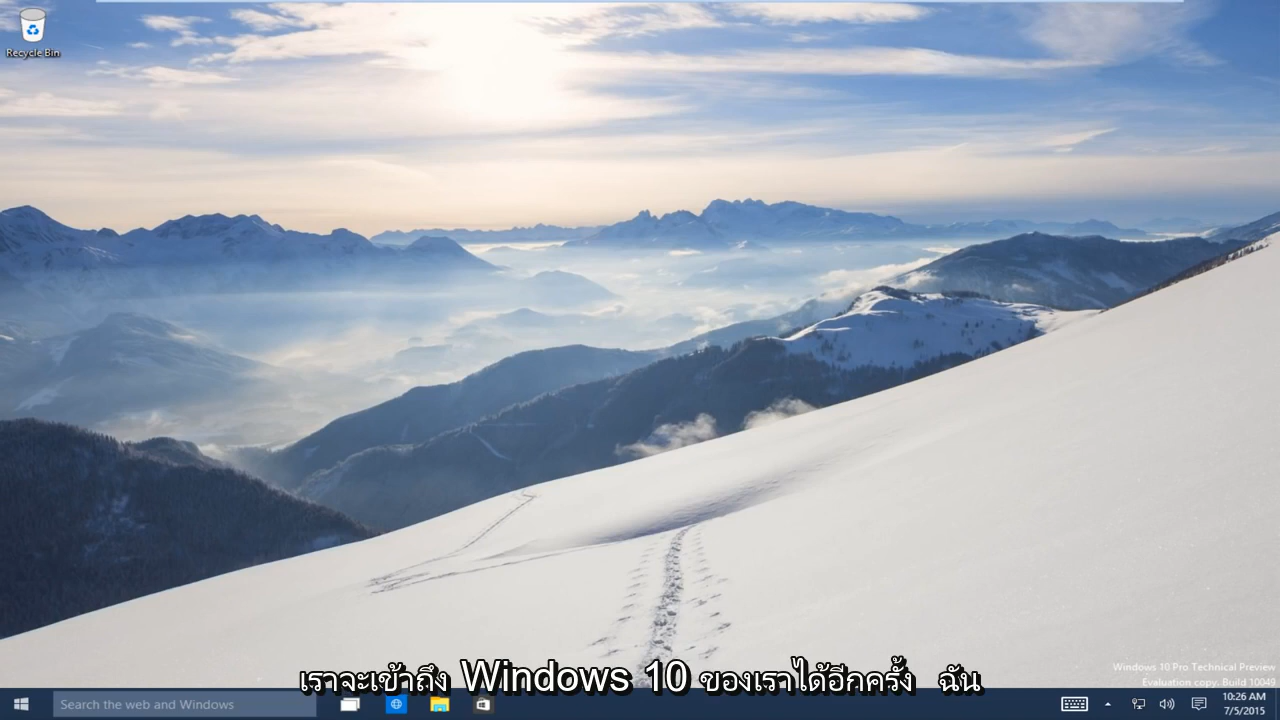 Recycle Bin
Windows 10 Pro Technical Preview
Evaluation copy. Build 10049
เราจะเข้าถึง Windows 10 ของเราได้อีกครั้ง ฉัน
Search the web and Windows
10:26 AM
7/5/2015